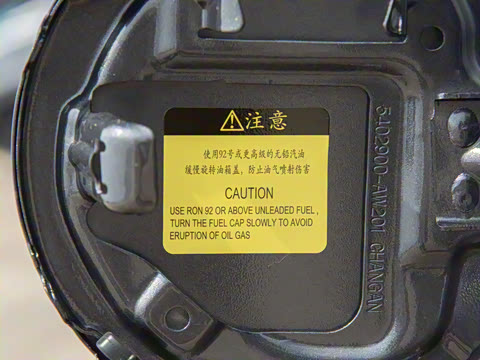 注意
使用92号或更高级的无铅汽油
缓慢旋转油箱盖，防止油气喷射伤害
CAUTION
USE RON 92 OR ABOVE UNLEADED FUEL ,
TURN THE FUEL CAP SLOWLY TO AVOID
ERUPTION OF OIL GAS
5402900-AW201 CHANGAN